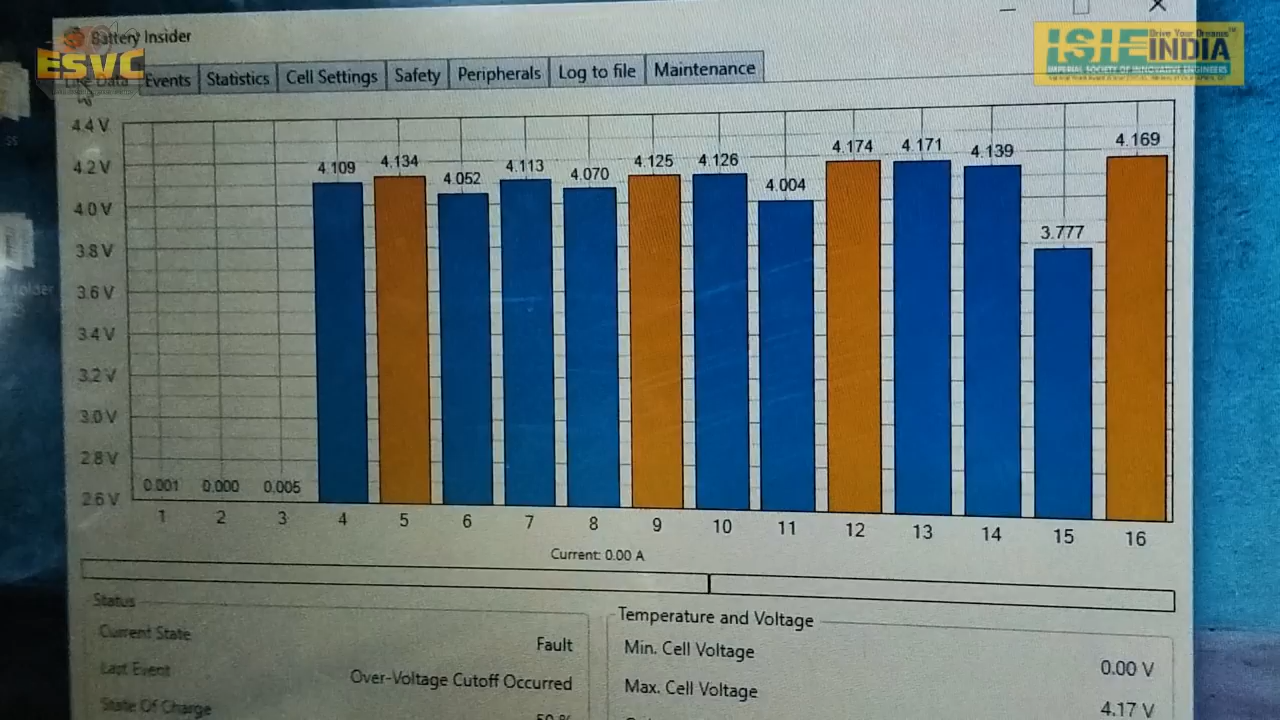 Battery Insider
ESVC
ISIE INDIA
Drive Your Dreams
IMPERIAL SOCIETY OF INNOVATIVE ENGINEERS
Live Data Events Statistics Cell Settings Safety Peripherals Log to file Maintenance
4.4 V
4.2 V
4.0 V
3.8 V
3.6 V
3.4 V
3.2 V
3.0 V
2.8 V
2.6 V
0.001 0.000 0.005 4.109 4.134 4.052 4.113 4.070 4.125 4.126 4.004 4.174 4.171 4.139 3.777 4.169
1 2 3 4 5 6 7 8 9 10 11 12 13 14 15 16
Current: 0.00 A
Status
Current State Fault
Last Event Over-Voltage Cutoff Occurred
State Of Charge 50 %
Temperature and Voltage
Min. Cell Voltage 0.00 V
Max. Cell Voltage 4.17 V